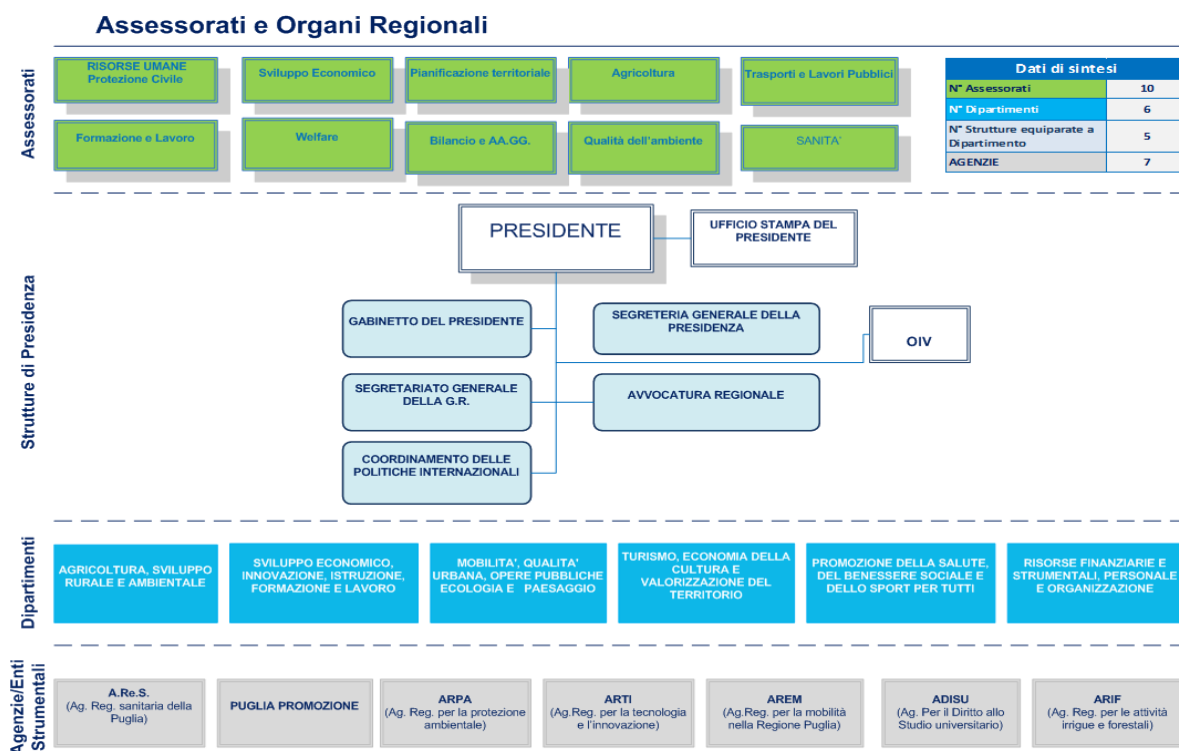 Assessorati e Organi Regionali
Assessorati
RISORSE UMANE
Protezione Civile
Sviluppo Economico
Pianificazione territoriale
Agricoltura
Trasporti e Lavori Pubblici
Formazione e Lavoro
Welfare
Bilancio e AA.GG.
Qualità dell'ambiente
SANITA`
Dati di sintesi
N° Assessorati 10
N° Dipartimenti 6
N° Strutture equiparate a
Dipartimento 5
AGENZIE 7
Strutture di Presidenza
PRESIDENTE
UFFICIO STAMPA DEL
PRESIDENTE
GABINETTO DEL PRESIDENTE
SEGRETERIA GENERALE DELLA
PRESIDENZA
OIV
SEGRETARIATO GENERALE
DELLA G.R.
AVVOCATURA REGIONALE
COORDINAMENTO DELLE
POLITICHE INTERNAZIONALI
Dipartimenti
AGRICOLTURA, SVILUPPO
RURALE E AMBIENTALE
SVILUPPO ECONOMICO,
INNOVAZIONE, ISTRUZIONE,
FORMAZIONE E LAVORO
MOBILITA', QUALITA'
URBANA, OPERE PUBBLICHE
ECOLOGIA E PAESAGGIO
TURISMO, ECONOMIA DELLA
CULTURA E
VALORIZZAZIONE DEL
TERRITORIO
PROMOZIONE DELLA SALUTE,
DEL BENESSERE SOCIALE E
DELLO SPORT PER TUTTI
RISORSE FINANZIARIE E
STRUMENTALI, PERSONALE
E ORGANIZZAZIONE
Agenzie/Enti
Strumentali
A.Re.S.
(Ag. Reg. sanitaria della
Puglia)
PUGLIA PROMOZIONE
ARPA
(Ag. Reg. per la protezione
ambientale)
ARTI
(Ag.Reg. per la tecnologia
e l'innovazione)
AREM
(Ag.Reg. per la mobilità
nella Regione Puglia)
ADISU
(Ag. Per il Diritto allo
Studio universitario)
ARIF
(Ag. Reg. per le attività
irrigue e forestali)